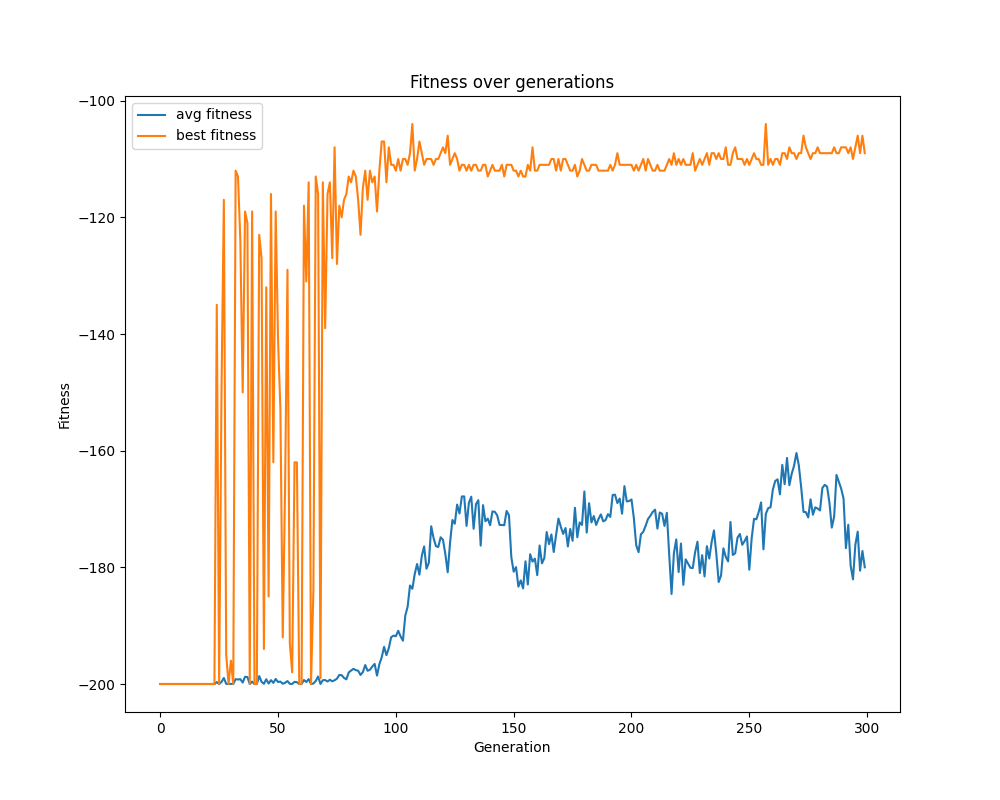 Fitness over generations
avg fitness
best fitness
−100
−120
−140
−160
−180
−200
Fitness
0 50 100 150 200 250 300
Generation